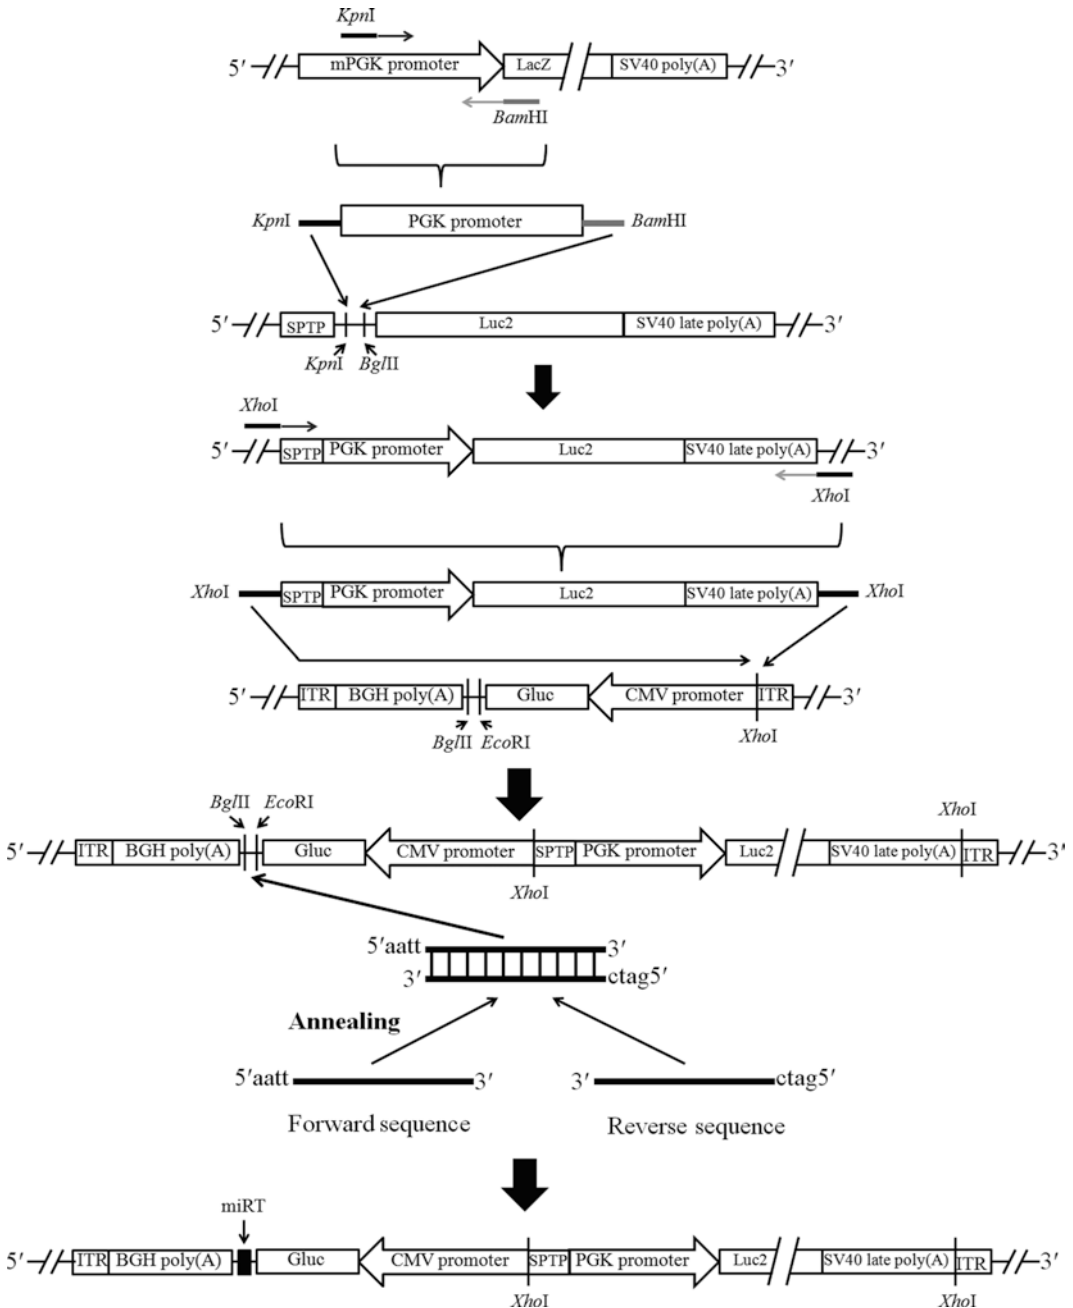 KpnI
5′ mPGK promoter LacZ SV40 poly(A) 3′
BamHI
KpnI PGK promoter BamHI
5′ SPTP Luc2 SV40 late poly(A) 3′
KpnI BglII
XhoI
5′ SPTP PGK promoter Luc2 SV40 late poly(A) 3′
XhoI
XhoI SPTP PGK promoter Luc2 SV40 late poly(A) XhoI
5′ ITR BGH poly(A) Gluc CMV promoter ITR 3′
BglII EcoRI XhoI
BglII EcoRI XhoI
5′ ITR BGH poly(A) Gluc CMV promoter SPTP PGK promoter Luc2 SV40 late poly(A) ITR 3′
XhoI
5′aatt 3′
3′ ctag5′
Annealing
5′aatt 3′ 3′ ctag5′
Forward sequence Reverse sequence
miRT
5′ ITR BGH poly(A) Gluc CMV promoter SPTP PGK promoter Luc2 SV40 late poly(A) ITR 3′
XhoI XhoI